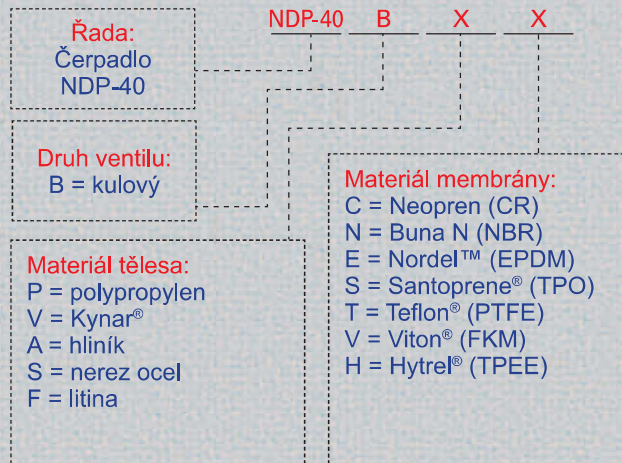 NDP-40 B X X
Řada:
Čerpadlo
NDP-40
Druh ventilu:
B = kulový
Materiál tělesa:
P = polypropylen
V = Kynar®
A = hliník
S = nerez ocel
F = litina
Materiál membrány:
C = Neopren (CR)
N = Buna N (NBR)
E = Nordel™ (EPDM)
S = Santoprene® (TPO)
T = Teflon® (PTFE)
V = Viton® (FKM)
H = Hytrel® (TPEE)